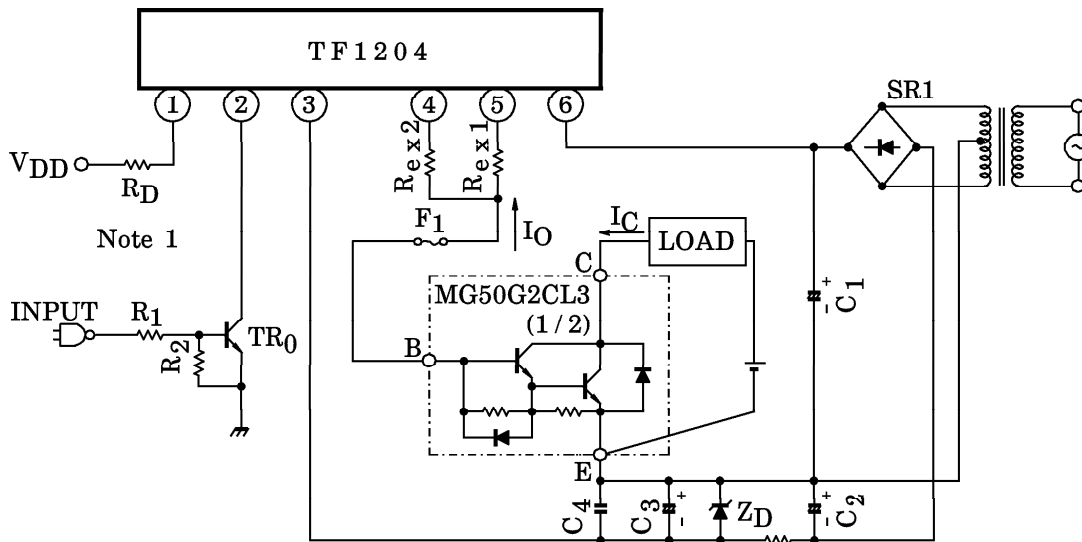 TF1204
1 2 3 4 5 6
SR1
VDD
RD
Rex2
Rex1
Note 1
F1
IO
IC
LOAD
C
MG50G2CL3
(1/2)
+
- C1
INPUT
R1
R2
TR0
B
E
C4
C3
+
-
ZD
+
- C2